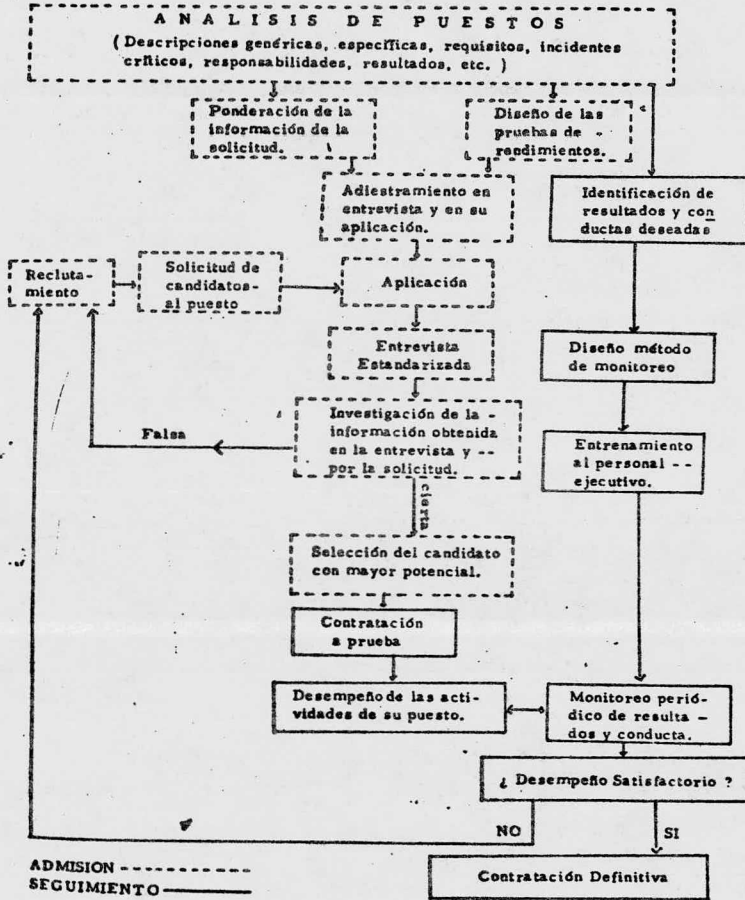 ANALISIS DE PUESTOS
( Descripciones genéricas, específicas, requisitos, incidentes
críticos, responsabilidades, resultados, etc. )
Ponderación de la
información de la
solicitud.
Diseño de las
pruebas de -
rendimientos.
Adiestramiento en
entrevista y en su
aplicación.
Identificación de
resultados y con
ductas deseadas
Recluta-
miento
Solicitud de
candidatos-
al puesto
Aplicación
Entrevista
Estandarizada
Diseño método
de monitoreo
Falsa
Investigación de la -
información obtenida
en la entrevista y --
por la solicitud.
Entrenamiento
al personal --
ejecutivo.
cierta
Selección del candidato
con mayor potencial.
Contratación
a prueba
Desempeño de las acti-
vidades de su puesto.
Monitoreo perió-
dico de resulta -
dos y conducta.
¿ Desempeño Satisfactorio ?
NO
SI
Contratación Definitiva
ADMISION - - - - - - - - - -
SEGUIMIENTO ————